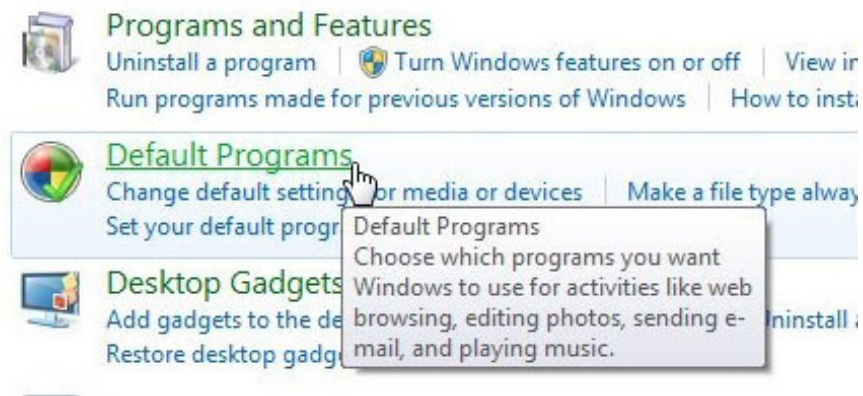 Programs and Features
Uninstall a program Turn Windows features on or off View in
Run programs made for previous versions of Windows How to insta
Default Programs
Change default setting or media or devices Make a file type alway
Set your default progr
Default Programs
Choose which programs you want
Windows to use for activities like web
browsing, editing photos, sending e-
mail, and playing music.
Desktop Gadgets
Add gadgets to the de ninstall
Restore desktop gadg